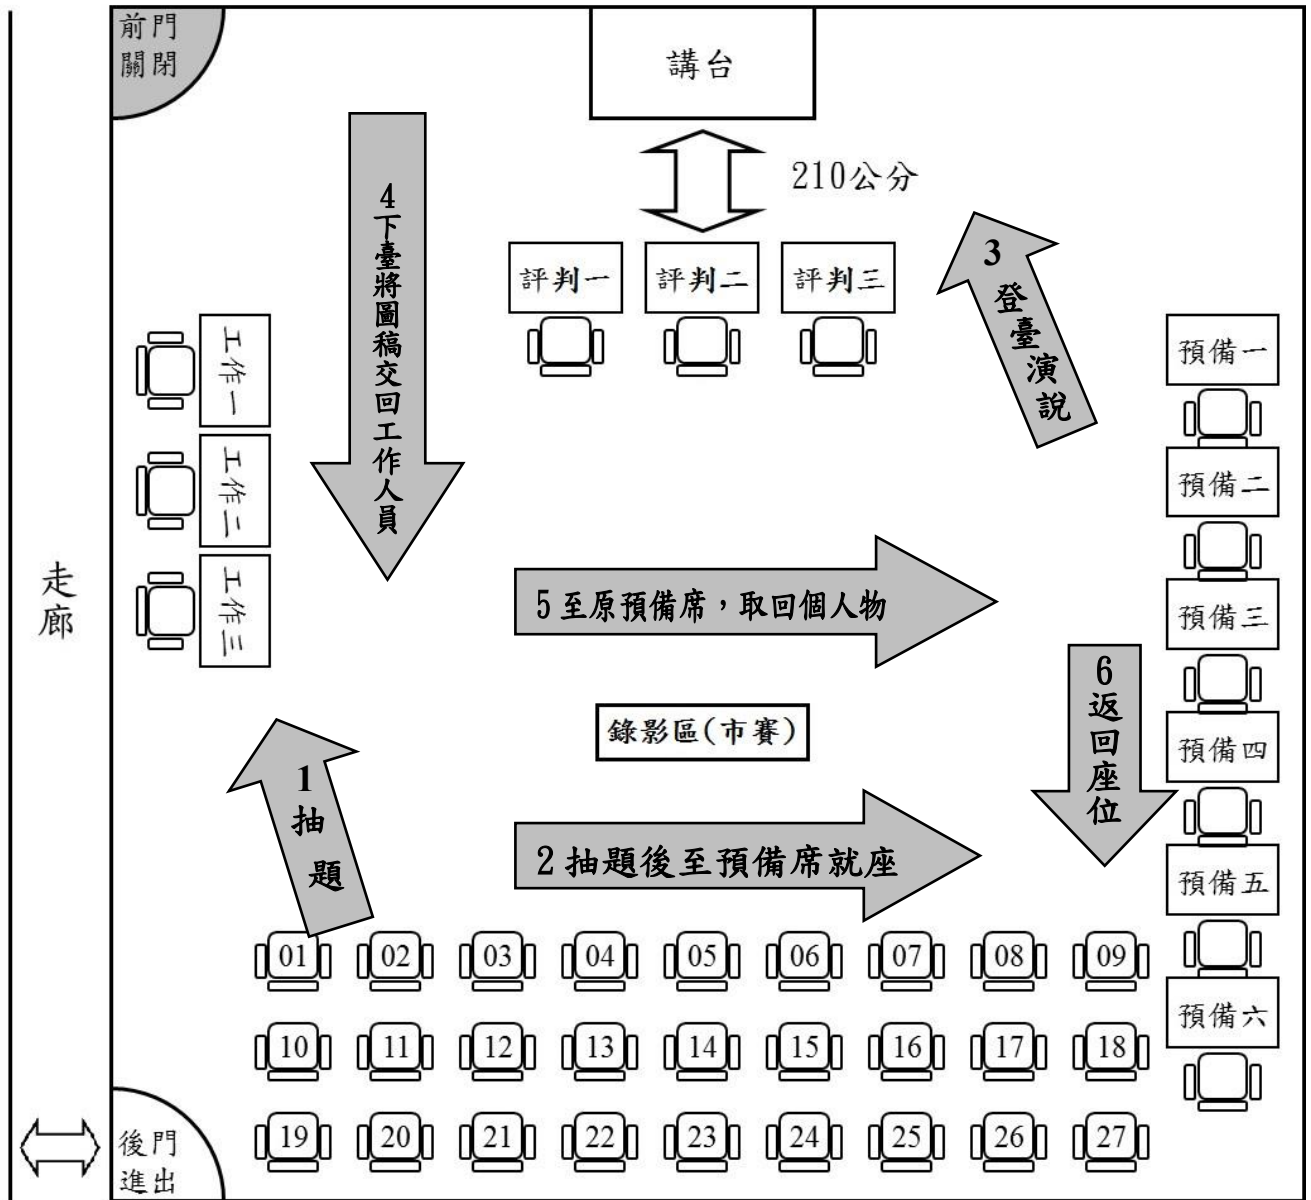 前門
關閉
講台
210公分
4下臺將圖稿交回工作人員
3登臺演說
評判一
評判二
評判三
工作一
工作二
工作三
預備一
預備二
預備三
預備四
預備五
預備六
走廊
5至原預備席，取回個人物
錄影區(市賽)
6返回座位
1抽題
2抽題後至預備席就座
01 02 03 04 05 06 07 08 09
10 11 12 13 14 15 16 17 18
19 20 21 22 23 24 25 26 27
後門
進出